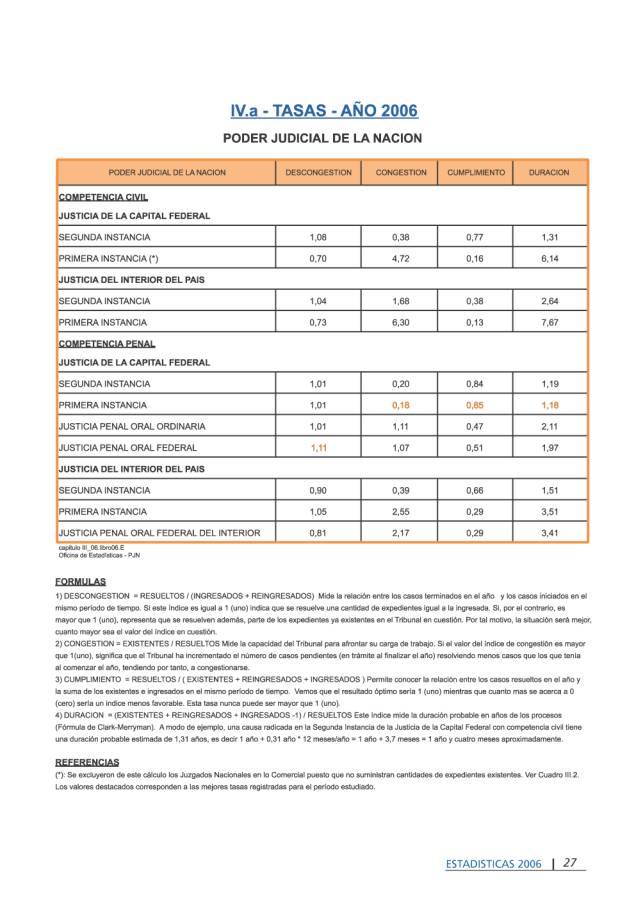 IV.a - TASAS - AÑO 2006
PODER JUDICIAL DE LA NACION
PODER JUDICIAL DE LA NACION DESCONGESTION CONGESTION CUMPLIMIENTO DURACION
COMPETENCIA CIVIL
JUSTICIA DE LA CAPITAL FEDERAL
SEGUNDA INSTANCIA 1,08 0,38 0,77 1,31
PRIMERA INSTANCIA (*) 0,70 4,72 0,16 6,14
JUSTICIA DEL INTERIOR DEL PAIS
SEGUNDA INSTANCIA 1,04 1,68 0,38 2,64
PRIMERA INSTANCIA 0,73 6,30 0,13 7,67
COMPETENCIA PENAL
JUSTICIA DE LA CAPITAL FEDERAL
SEGUNDA INSTANCIA 1,01 0,20 0,84 1,19
PRIMERA INSTANCIA 1,01 0,18 0,85 1,18
JUSTICIA PENAL ORAL ORDINARIA 1,01 1,11 0,47 2,11
JUSTICIA PENAL ORAL FEDERAL 1,11 1,07 0,51 1,97
JUSTICIA DEL INTERIOR DEL PAIS
SEGUNDA INSTANCIA 0,90 0,39 0,66 1,51
PRIMERA INSTANCIA 1,05 2,55 0,29 3,51
JUSTICIA PENAL ORAL FEDERAL DEL INTERIOR 0,81 2,17 0,29 3,41
capitulo III_06.libro06.E
Oficina de Estadísticas - PJN
FORMULAS
1) DESCONGESTION = RESUELTOS / (INGRESADOS + REINGRESADOS) Mide la relación entre los casos terminados en el año y los casos iniciados en el
mismo período de tiempo. Si este índice es igual a 1 (uno) indica que se resuelve una cantidad de expedientes igual a la ingresada. Si, por el contrario, es
mayor que 1 (uno), representa que se resuelven además, parte de los expedientes ya existentes en el Tribunal en cuestión. Por tal motivo, la situación será mejor,
cuanto mayor sea el valor del índice en cuestión.
2) CONGESTION = EXISTENTES / RESUELTOS Mide la capacidad del Tribunal para afrontar su carga de trabajo. Si el valor del índice de congestión es mayor
que 1(uno), significa que el Tribunal ha incrementado el número de casos pendientes (en trámite al finalizar el año) resolviendo menos casos que los que tenía
al comenzar el año, tendiendo por tanto, a congestionarse.
3) CUMPLIMIENTO = RESUELTOS / ( EXISTENTES + REINGRESADOS + INGRESADOS ) Permite conocer la relación entre los casos resueltos en el año y
la suma de los existentes e ingresados en el mismo período de tiempo. Vemos que el resultado óptimo sería 1 (uno) mientras que cuanto mas se acerca a 0
(cero) sería un indice menos favorable. Esta tasa nunca puede ser mayor que 1 (uno).
4) DURACION = (EXISTENTES + REINGRESADOS + INGRESADOS -1) / RESUELTOS Este índice mide la duración probable en años de los procesos
(Fórmula de Clark-Merryman). A modo de ejemplo, una causa radicada en la Segunda Instancia de la Justicia de la Capital Federal con competencia civil tiene
una duración probable estimada de 1,31 años, es decir 1 año + 0,31 año * 12 meses/año = 1 año + 3,7 meses = 1 año y cuatro meses aproximadamente.
REFERENCIAS
(*): Se excluyeron de este cálculo los Juzgados Nacionales en lo Comercial puesto que no suministran cantidades de expedientes existentes. Ver Cuadro III.2.
Los valores destacados corresponden a las mejores tasas registradas para el período estudiado.
ESTADISTICAS 2006 | 27